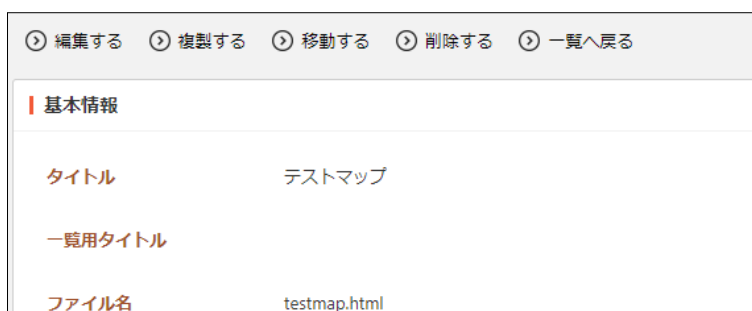 編集する 複製する 移動する 削除する 一覧へ戻る
基本情報
タイトル テストマップ
一覧用タイトル
ファイル名 testmap.html